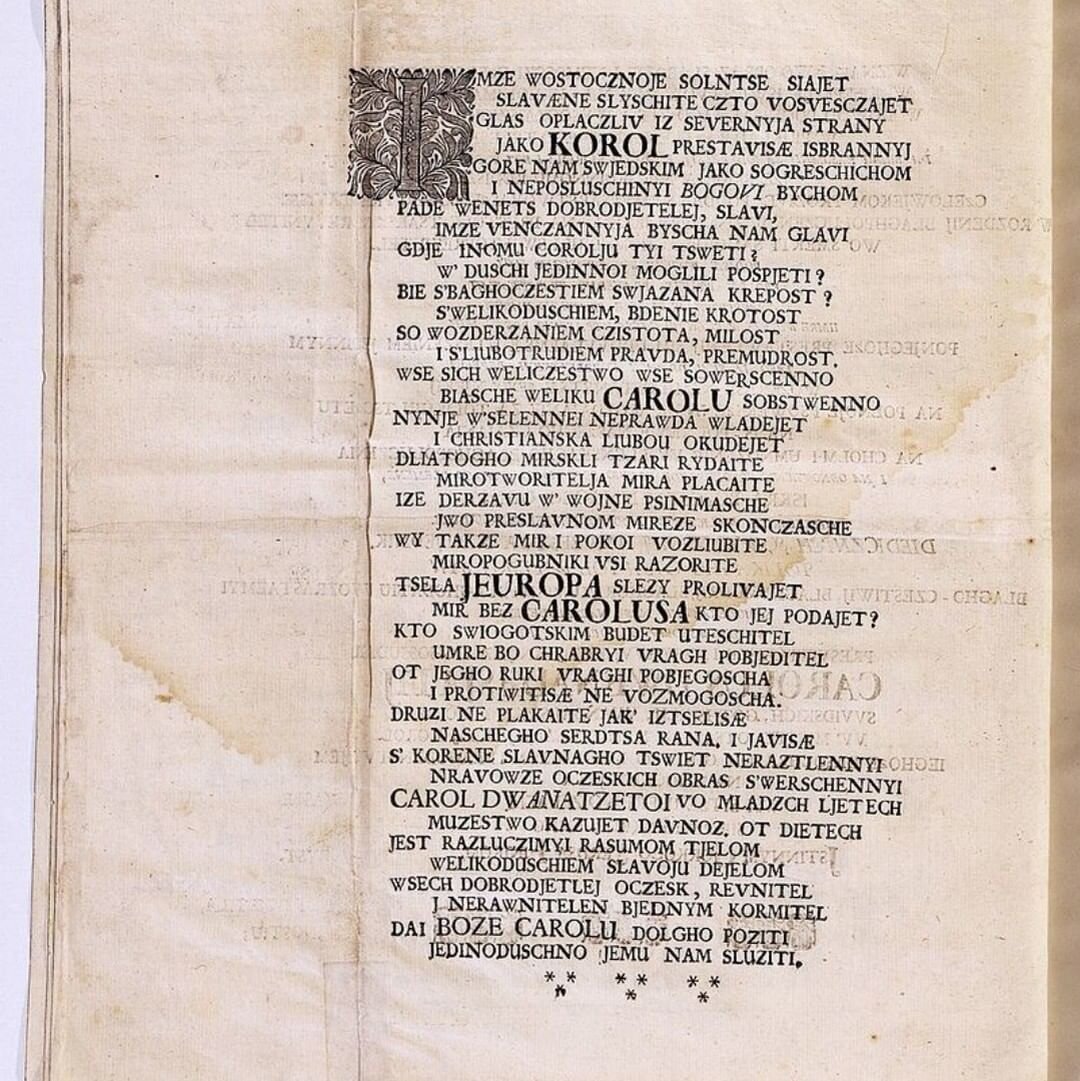 IMZE WOSTOCZNOJE SOLNTSE SIAJET
SLAVÆNE SLYSCHITE CZTO VOSVESCZAJET
GLAS OPLACZLIV IZ SEVERNYJA STRANY
JAKO KOROL PRESTAVISÆ ISBRANNYJ
GORE NAM SWJEDSKIM JAKO SOGRESCHICHOM
I NEPOSLUSCHINYI BOGOVI BYCHOM
PADE WENETS DOBRODJETELEJ, SLAVI,
IMZE VENCZANNYJA BYSCHA NAM GLAVI
GDJE INOMU COROLJU TYI TSWETI?
W' DUSCHI JEDINNOI MOGLILI POSPJETI?
BIE S'BAGHOCZESTIEM SWJAZANA KREPOST?
S'WELIKODUSCHIEM, BDENIE KROTOST
SO WOZDERZANIEM CZISTOTA, MILOST
I S'LIUBOTRUDIEM PRAVDA, PREMUDROST.
WSE SICH WELICZESTWO WSE SOWERSCENNO
BIASCHE WELIKU CAROLU SOBSTWENNO
NYNJE W'SELENNEI NEPRAWDA WLADEJET
I CHRISTIANSKA LIUBOU OKUDEJET
DLIATOGHO MIRSKLI TZARI RYDAITE
MIROTWORITELJA MIRA PLACAITE
IZE DERZAVU W' WOJNE PSINIMASCHE
JWO PRESLAVNOM MIREZE SKONCZASCHE
WY TAKZE MIR I POKOI VOZLIUBITE
MIROPOGUBNIKI VSI RAZORITE
TSELA JEUROPA SLEZY PROLIVAJET
MIR BEZ CAROLUSA KTO JEJ PODAJET?
KTO SWIOGOTSKIM BUDET UTESCHITEL
UMRE BO CHRABRYI VRAGH POBJEDITEL
OT JEGHO RUKI VRAGHI POBJEGOSCHA
I PROTIWITISÆ NE VOZMOGOSCHA.
DRUZI NE PLAKAITE JAK' IZTSELISÆ
NASCHEGHO SERDTSA RANA. I JAVISÆ
S' KORENE SLAVNAGHO TSWIET NERAZTLENNYI
NRAVOWZE OCZESKICH OBRAS S'WERSCHENNYI
CAROL DWANATZETOI VO MLADZCH LJETECH
MUZESTWO KAZUJET DAVNOZ. OT DIETECH
JEST RAZLUCZIMYI RASUMOM TJELOM
WELIKODUSCHIEM SLAVOJU DEJELOM
WSECH DOBRODJETLEJ OCZESK, REVNITEL
J NERAWNITELEN BJEDNYM KORMITEL
DAI BOZE CAROLU DOLGHO POZITI
JEDINODUSCHNO JEMU NAM SLUZITI.